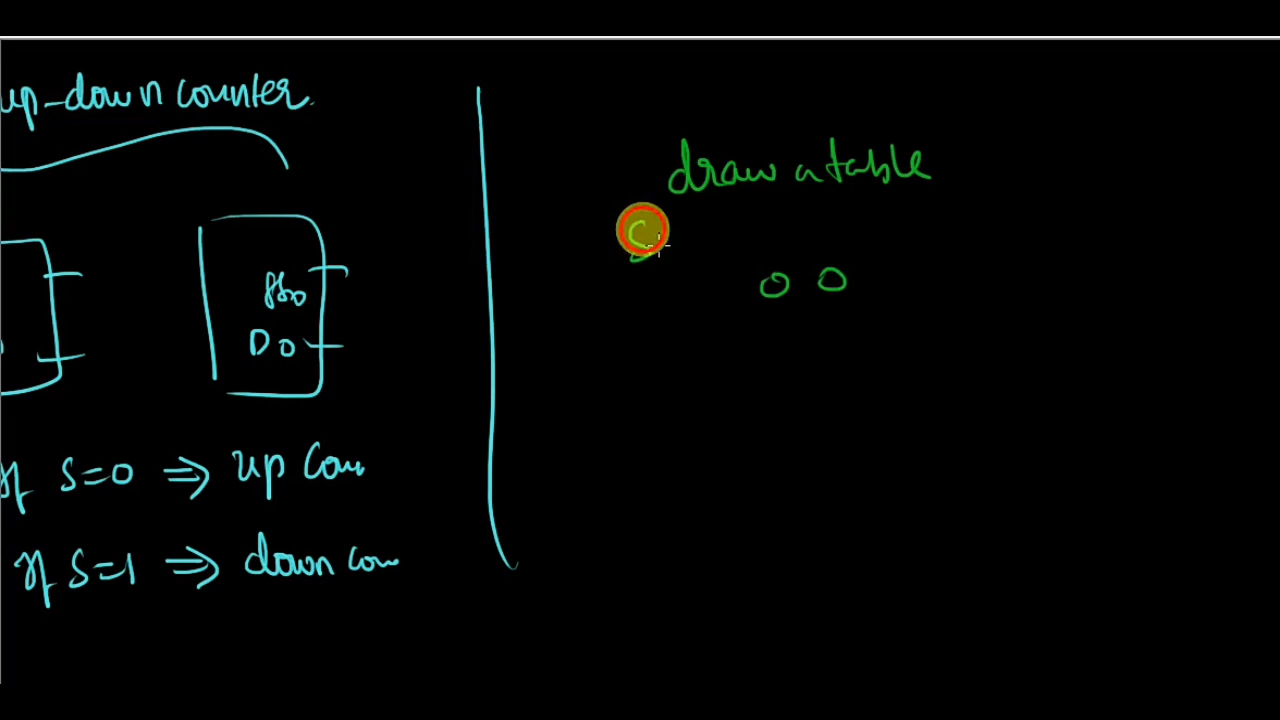 up-down counter
D0
If S=0 ⇒ up Cou
If S=1 ⇒ down cou
draw a table
S
0 0